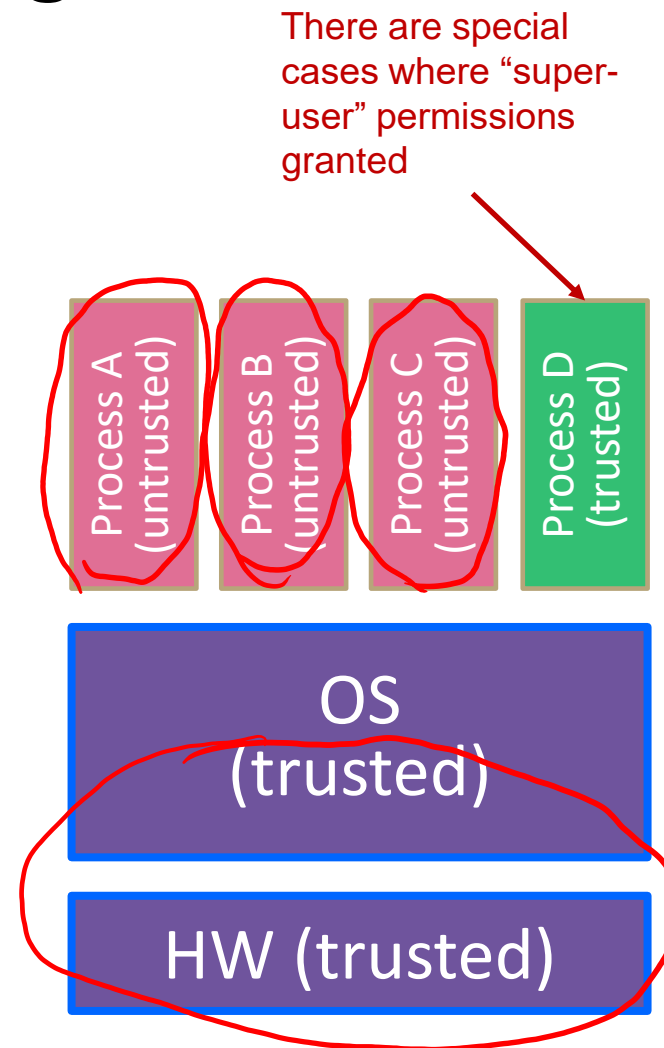 There are special
cases where “super-
user” permissions
granted
Process A
(untrusted)
Process B
(untrusted)
Process C
(untrusted)
Process D
(trusted)
OS
(trusted)
HW (trusted)